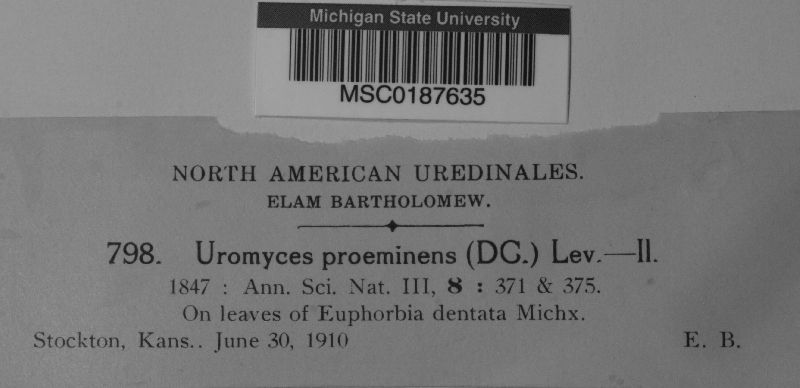 Michigan State University
MSC0187635
NORTH AMERICAN UREDINALES.
ELAM BARTHOLOMEW.
798. Uromyces proeminens (DC.) Lev.—II.
1847 : Ann. Sci. Nat. III, 8 : 371 & 375.
On leaves of Euphorbia dentata Michx.
Stockton, Kans.. June 30, 1910 E. B.